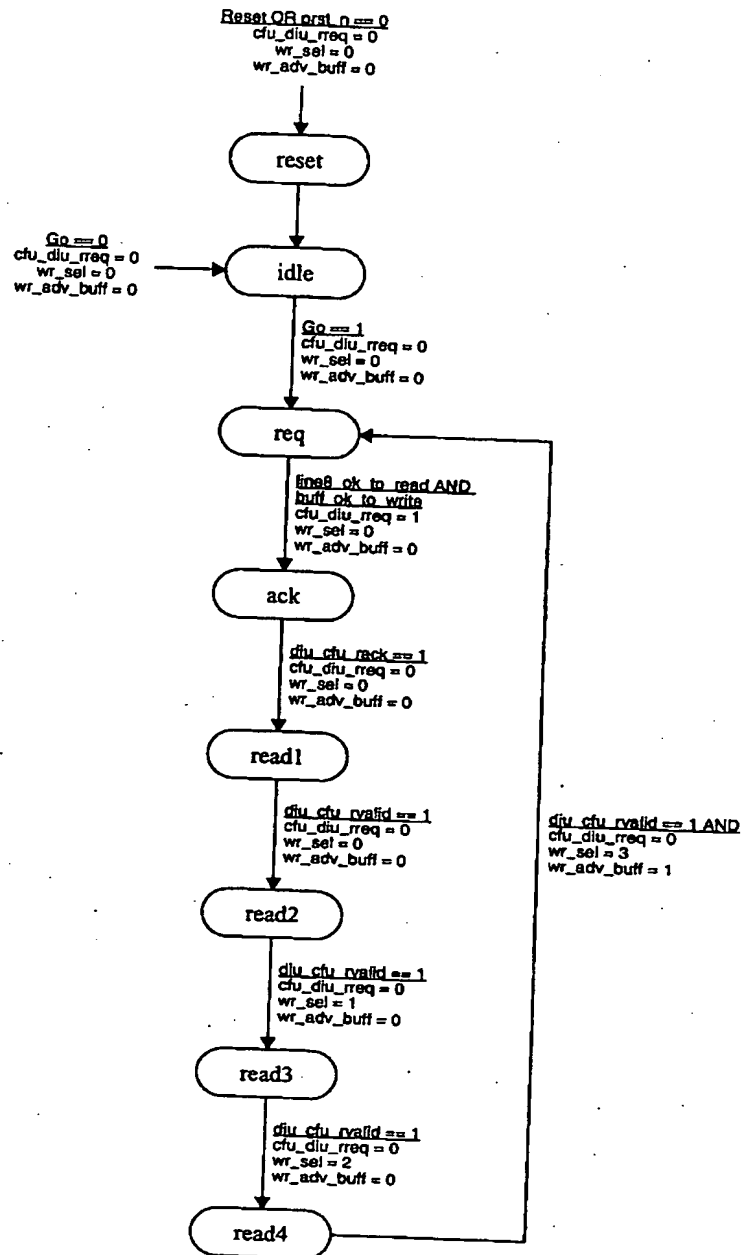 Reset OR prst_n == 0
cfu_diu_rreq = 0
wr_sel = 0
wr_adv_buff = 0
reset
Go == 0
cfu_diu_rreq = 0
wr_sel = 0
wr_adv_buff = 0
idle
Go == 1
cfu_diu_rreq = 0
wr_sel = 0
wr_adv_buff = 0
req
line8_ok_to_read AND
buff_ok_to_write
cfu_diu_rreq = 1
wr_sel = 0
wr_adv_buff = 0
ack
diu_cfu_rack == 1
cfu_diu_rreq = 0
wr_sel = 0
wr_adv_buff = 0
read1
diu_cfu_rvalid == 1
cfu_diu_rreq = 0
wr_sel = 0
wr_adv_buff = 0
diu_cfu_rvalid == 1 AND
cfu_diu_rreq = 0
wr_sel = 3
wr_adv_buff = 1
read2
diu_cfu_rvalid == 1
cfu_diu_rreq = 0
wr_sel = 1
wr_adv_buff = 0
read3
diu_cfu_rvalid == 1
cfu_diu_rreq = 0
wr_sel = 2
wr_adv_buff = 0
read4